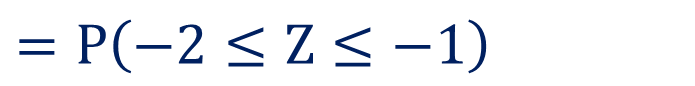 = P(−2 ≤ Z ≤ −1)